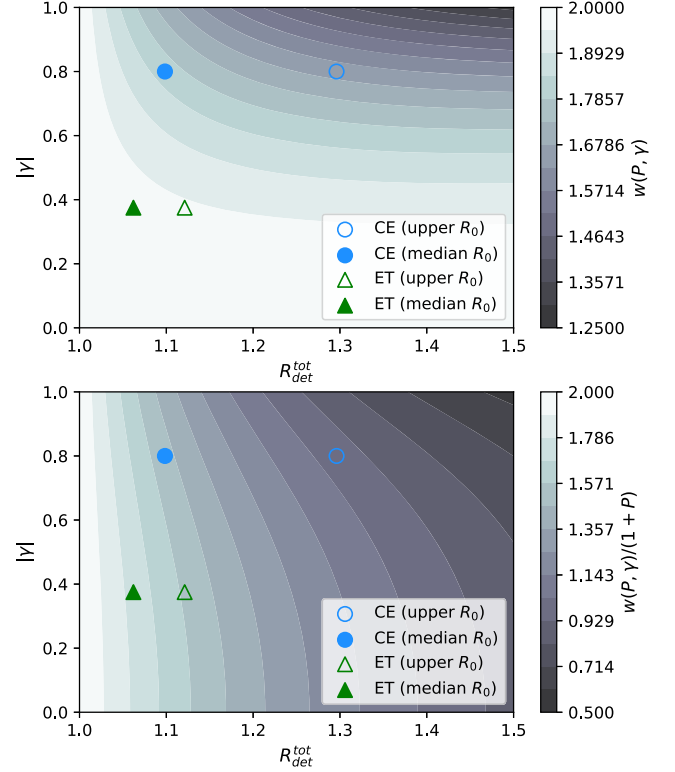 1.0
0.8
0.6
0.4
0.2
0.0
|γ|
1.0 1.1 1.2 1.3 1.4 1.5
R_{det}^{tot}
CE (upper R_0)
CE (median R_0)
ET (upper R_0)
ET (median R_0)
2.0000
1.8929
1.7857
1.6786
1.5714
1.4643
1.3571
1.2500
w(P, γ)
1.0
0.8
0.6
0.4
0.2
0.0
|γ|
1.0 1.1 1.2 1.3 1.4 1.5
R_{det}^{tot}
CE (upper R_0)
CE (median R_0)
ET (upper R_0)
ET (median R_0)
2.000
1.786
1.571
1.357
1.143
0.929
0.714
0.500
w(P, γ)/(1 + P)